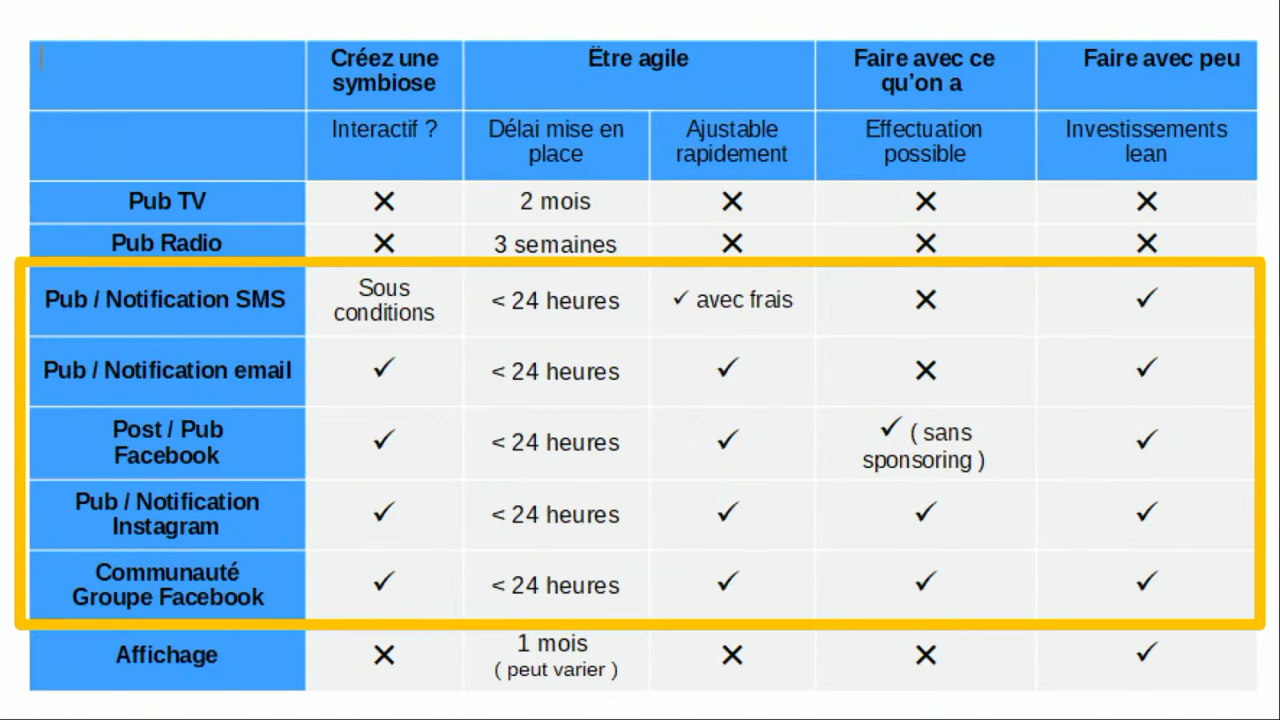 Créez une
symbiose
Ëtre agile
Faire avec ce
qu'on a
Faire avec peu
Interactif ?
Délai mise en
place
Ajustable
rapidement
Effectuation
possible
Investissements
lean
Pub TV
✕
2 mois
✕
✕
✕
Pub Radio
✕
3 semaines
✕
✕
✕
Pub / Notification SMS
Sous
conditions
< 24 heures
✓ avec frais
✕
✓
Pub / Notification email
✓
< 24 heures
✓
✕
✓
Post / Pub
Facebook
✓
< 24 heures
✓
✓ ( sans
sponsoring )
✓
Pub / Notification
Instagram
✓
< 24 heures
✓
✓
✓
Communauté
Groupe Facebook
✓
< 24 heures
✓
✓
✓
Affichage
✕
1 mois
( peut varier )
✕
✕
✓